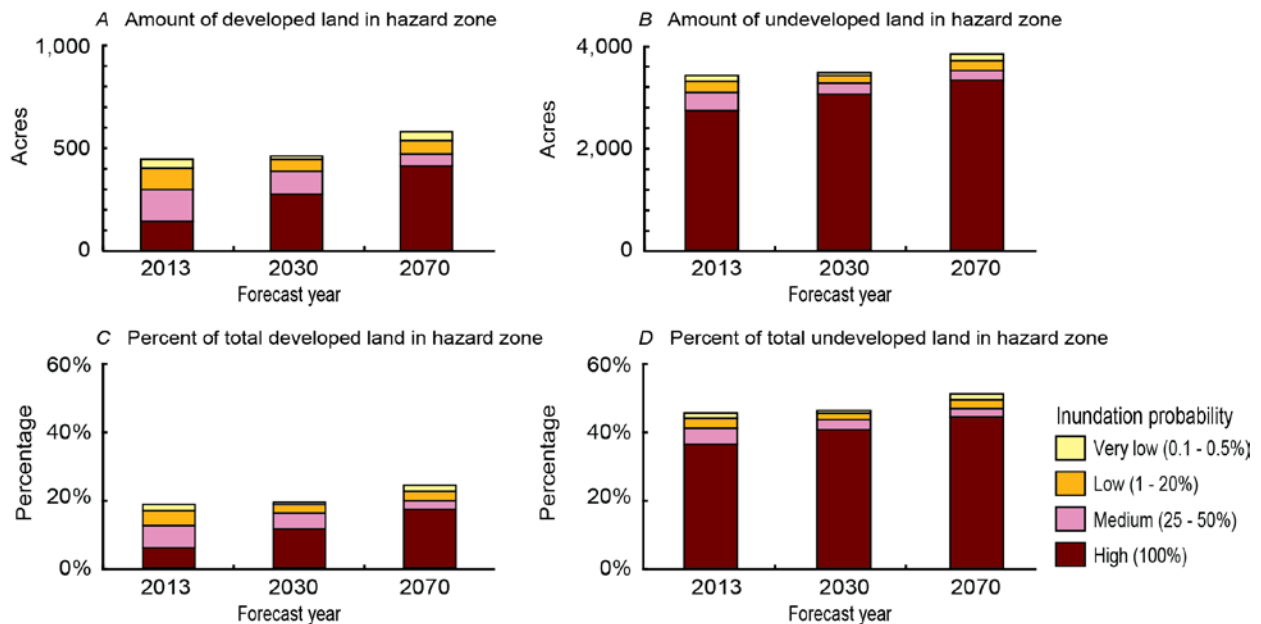 A Amount of developed land in hazard zone
1,000
500
0
Acres
2013 2030 2070
Forecast year
B Amount of undeveloped land in hazard zone
4,000
2,000
0
Acres
2013 2030 2070
Forecast year
C Percent of total developed land in hazard zone
60%
40%
20%
0%
Percentage
2013 2030 2070
Forecast year
D Percent of total undeveloped land in hazard zone
60%
40%
20%
0%
Percentage
2013 2030 2070
Forecast year
Inundation probability
Very low (0.1 - 0.5%)
Low (1 - 20%)
Medium (25 - 50%)
High (100%)